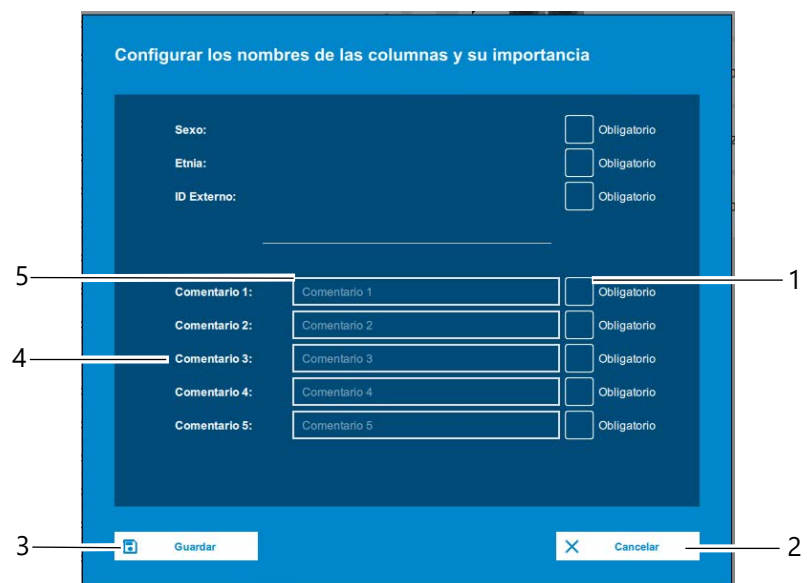 Configurar los nombres de las columnas y su importancia
Sexo: Obligatorio
Etnia: Obligatorio
ID Externo: Obligatorio
5 1
Comentario 1: Comentario 1 Obligatorio
Comentario 2: Comentario 2 Obligatorio
4 Comentario 3: Comentario 3 Obligatorio
Comentario 4: Comentario 4 Obligatorio
Comentario 5: Comentario 5 Obligatorio
3 Guardar Cancelar 2